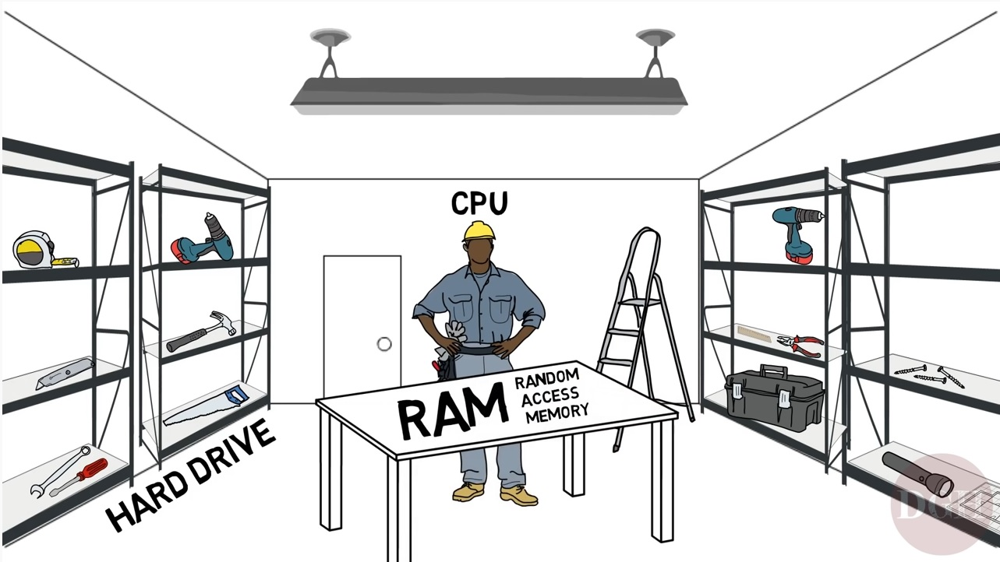 CPU
RAM
RANDOM
ACCESS
MEMORY
HARD DRIVE